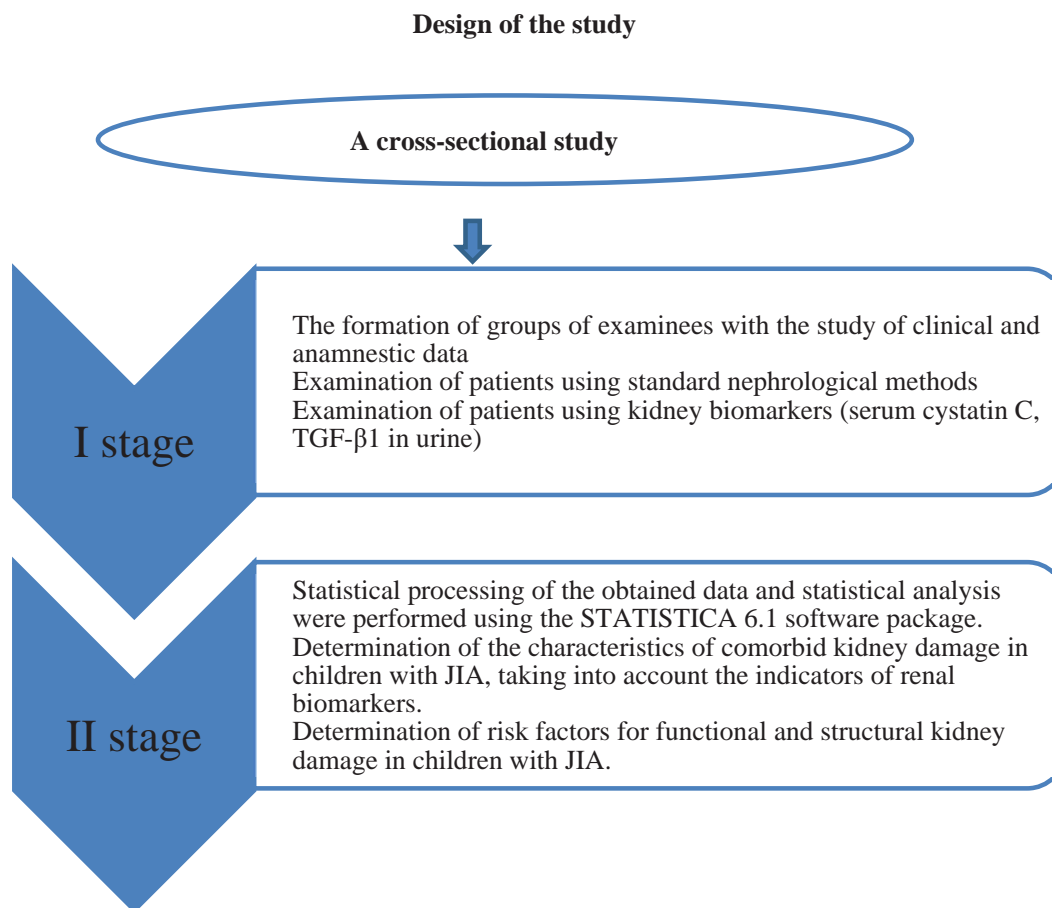 Design of the study
A cross-sectional study
I stage
The formation of groups of examinees with the study of clinical and
anamnestic data
Examination of patients using standard nephrological methods
Examination of patients using kidney biomarkers (serum cystatin C,
TGF-β1 in urine)
II stage
Statistical processing of the obtained data and statistical analysis
were performed using the STATISTICA 6.1 software package.
Determination of the characteristics of comorbid kidney damage in
children with JIA, taking into account the indicators of renal
biomarkers.
Determination of risk factors for functional and structural kidney
damage in children with JIA.